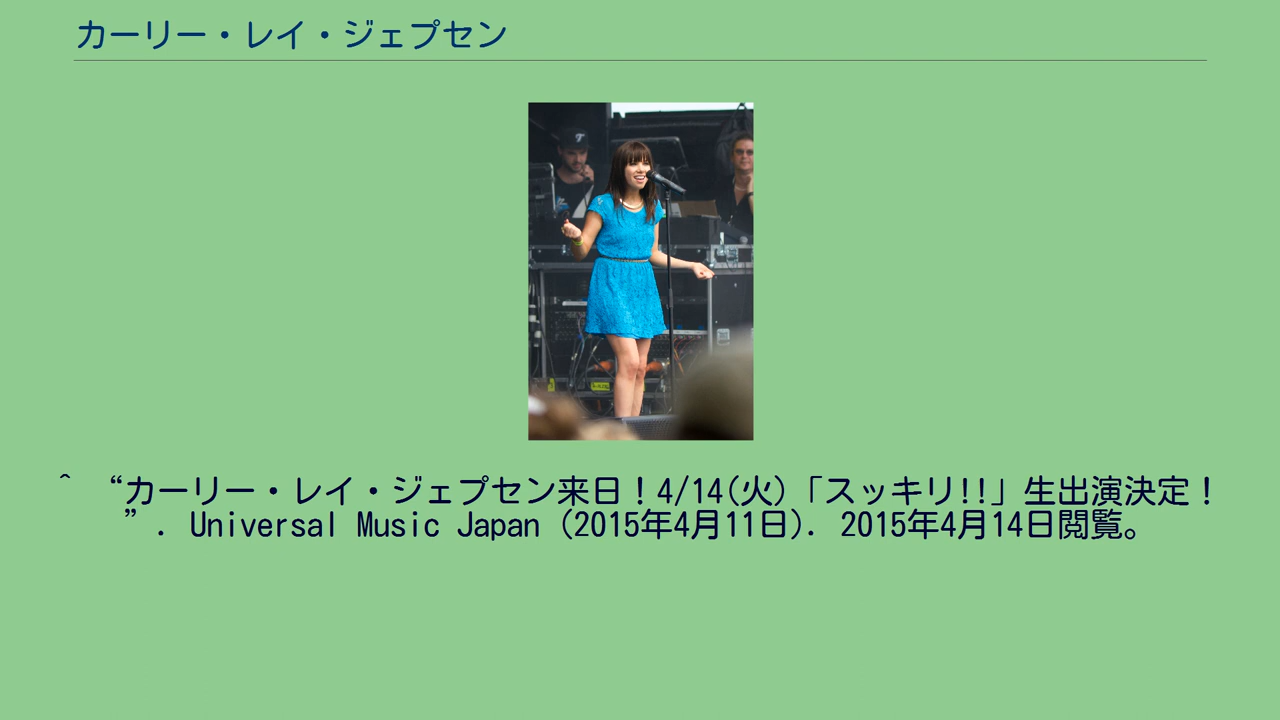 カーリー・レイ・ジェプセン
^ “カーリー・レイ・ジェプセン来日！4/14(火)「スッキリ!!」生出演決定！
”. Universal Music Japan (2015年4月11日). 2015年4月14日閲覧。